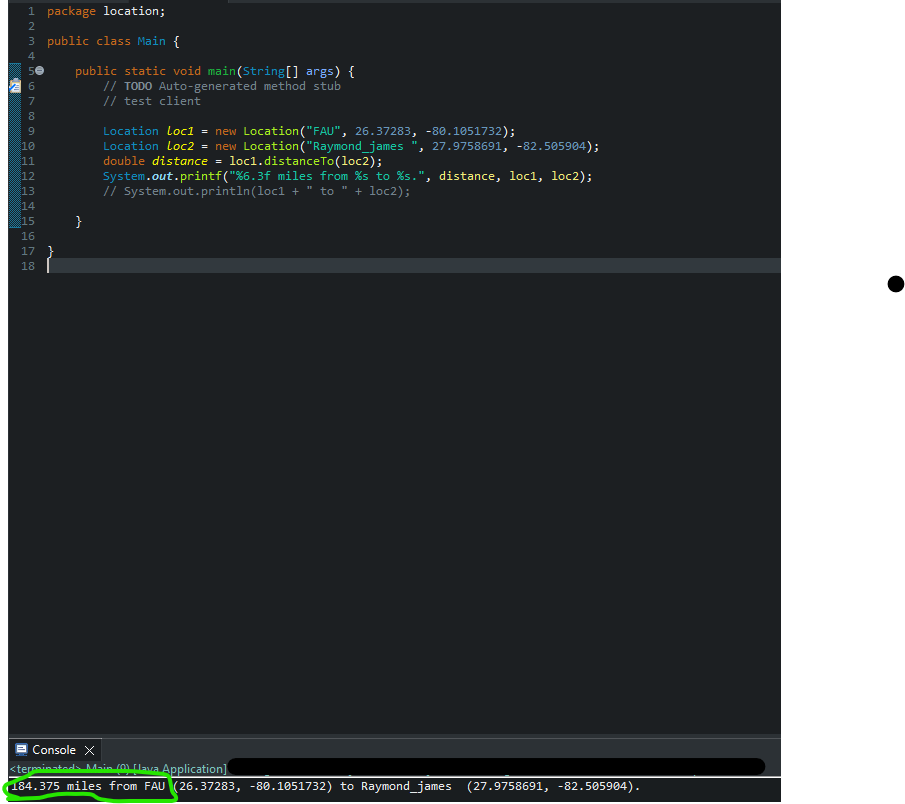 1 package location;
2
3 public class Main {
4
5 public static void main(String[] args) {
6 // TODO Auto-generated method stub
7 // test client
8
9 Location loc1 = new Location("FAU", 26.37283, -80.1051732);
10 Location loc2 = new Location("Raymond_james ", 27.9758691, -82.505904);
11 double distance = loc1.distanceTo(loc2);
12 System.out.printf("%6.3f miles from %s to %s.", distance, loc1, loc2);
13 // System.out.println(loc1 + " to " + loc2);
14
15 }
16
17 }
18
Console
<terminated> Main (9) [Java Application]
184.375 miles from FAU (26.37283, -80.1051732) to Raymond_james  (27.9758691, -82.505904).